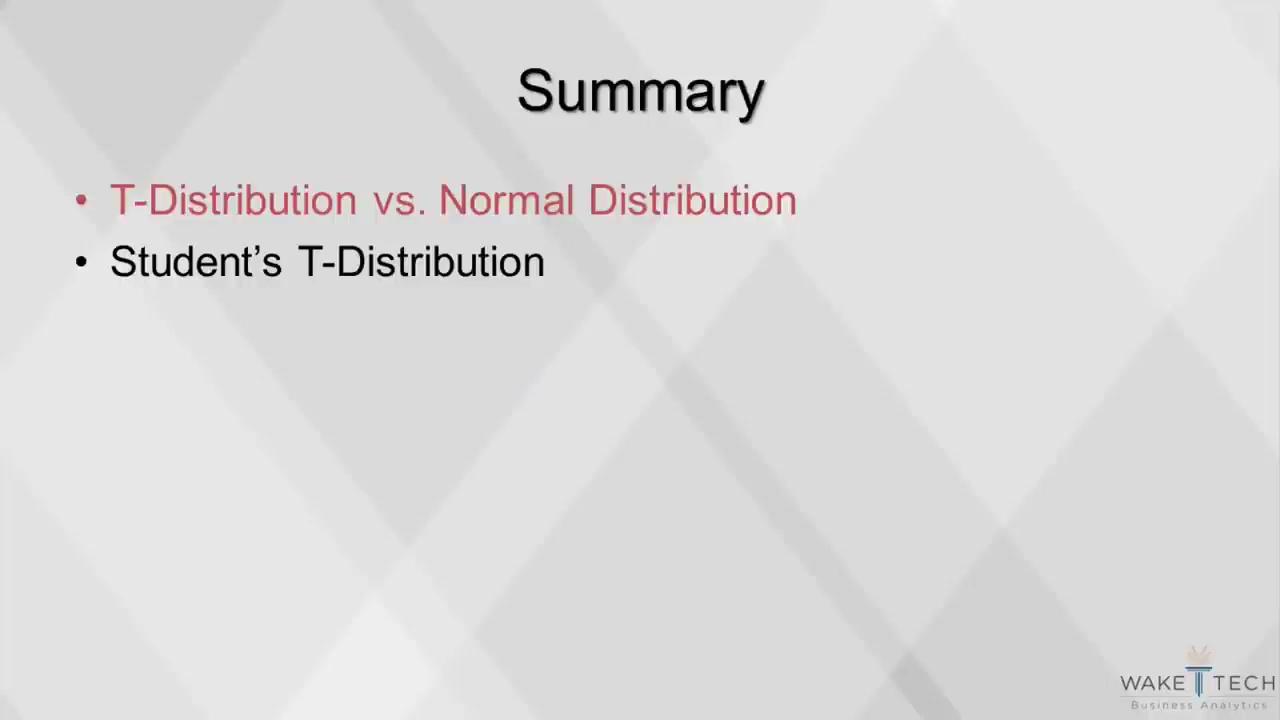 Summary
• T-Distribution vs. Normal Distribution
• Student’s T-Distribution
WAKE TECH
Business Analytics